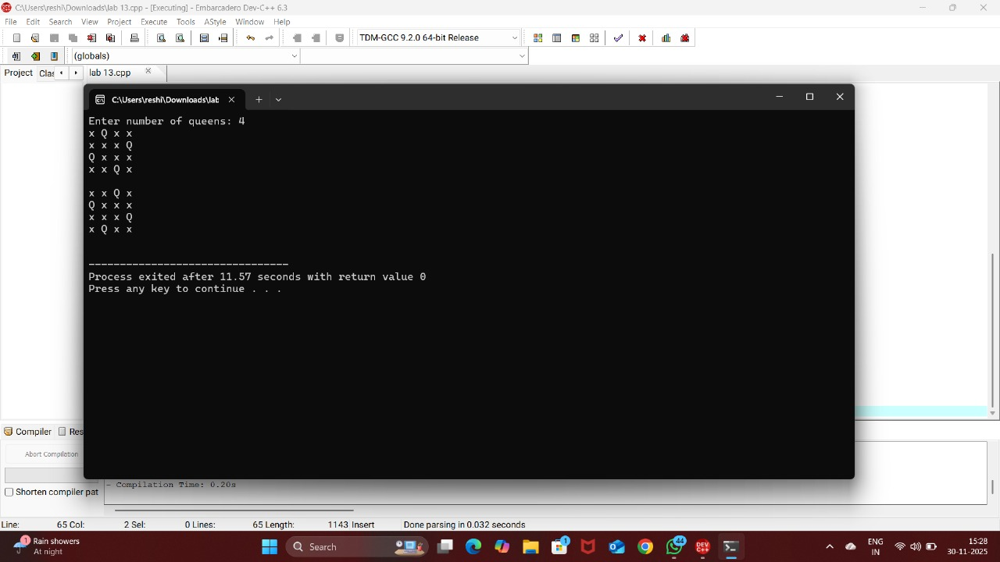 C:\Users\reshi\Downloads\lab 13.cpp - [Executing] - Embarcadero Dev-C++ 6.3
File Edit Search View Project Execute Tools AStyle Window Help
TDM-GCC 9.2.0 64-bit Release
(globals)
Project Clas lab 13.cpp
C:\Users\reshi\Downloads\lab
Enter number of queens: 4
x Q x x
x x x Q
Q x x x
x x Q x
x x Q x
Q x x x
x x x Q
x Q x x
--------------------------------
Process exited after 11.57 seconds with return value 0
Press any key to continue . . .
Compiler Res
Abort Compilation
- Compilation Time: 0.20s
Shorten compiler pat
Line: 65 Col: 2 Sel: 0 Lines: 65 Length: 1143 Insert Done parsing in 0.032 seconds
1 Rain showers
At night
Search
1
44
DEV C++
ENG
IN
15:28
30-11-2025